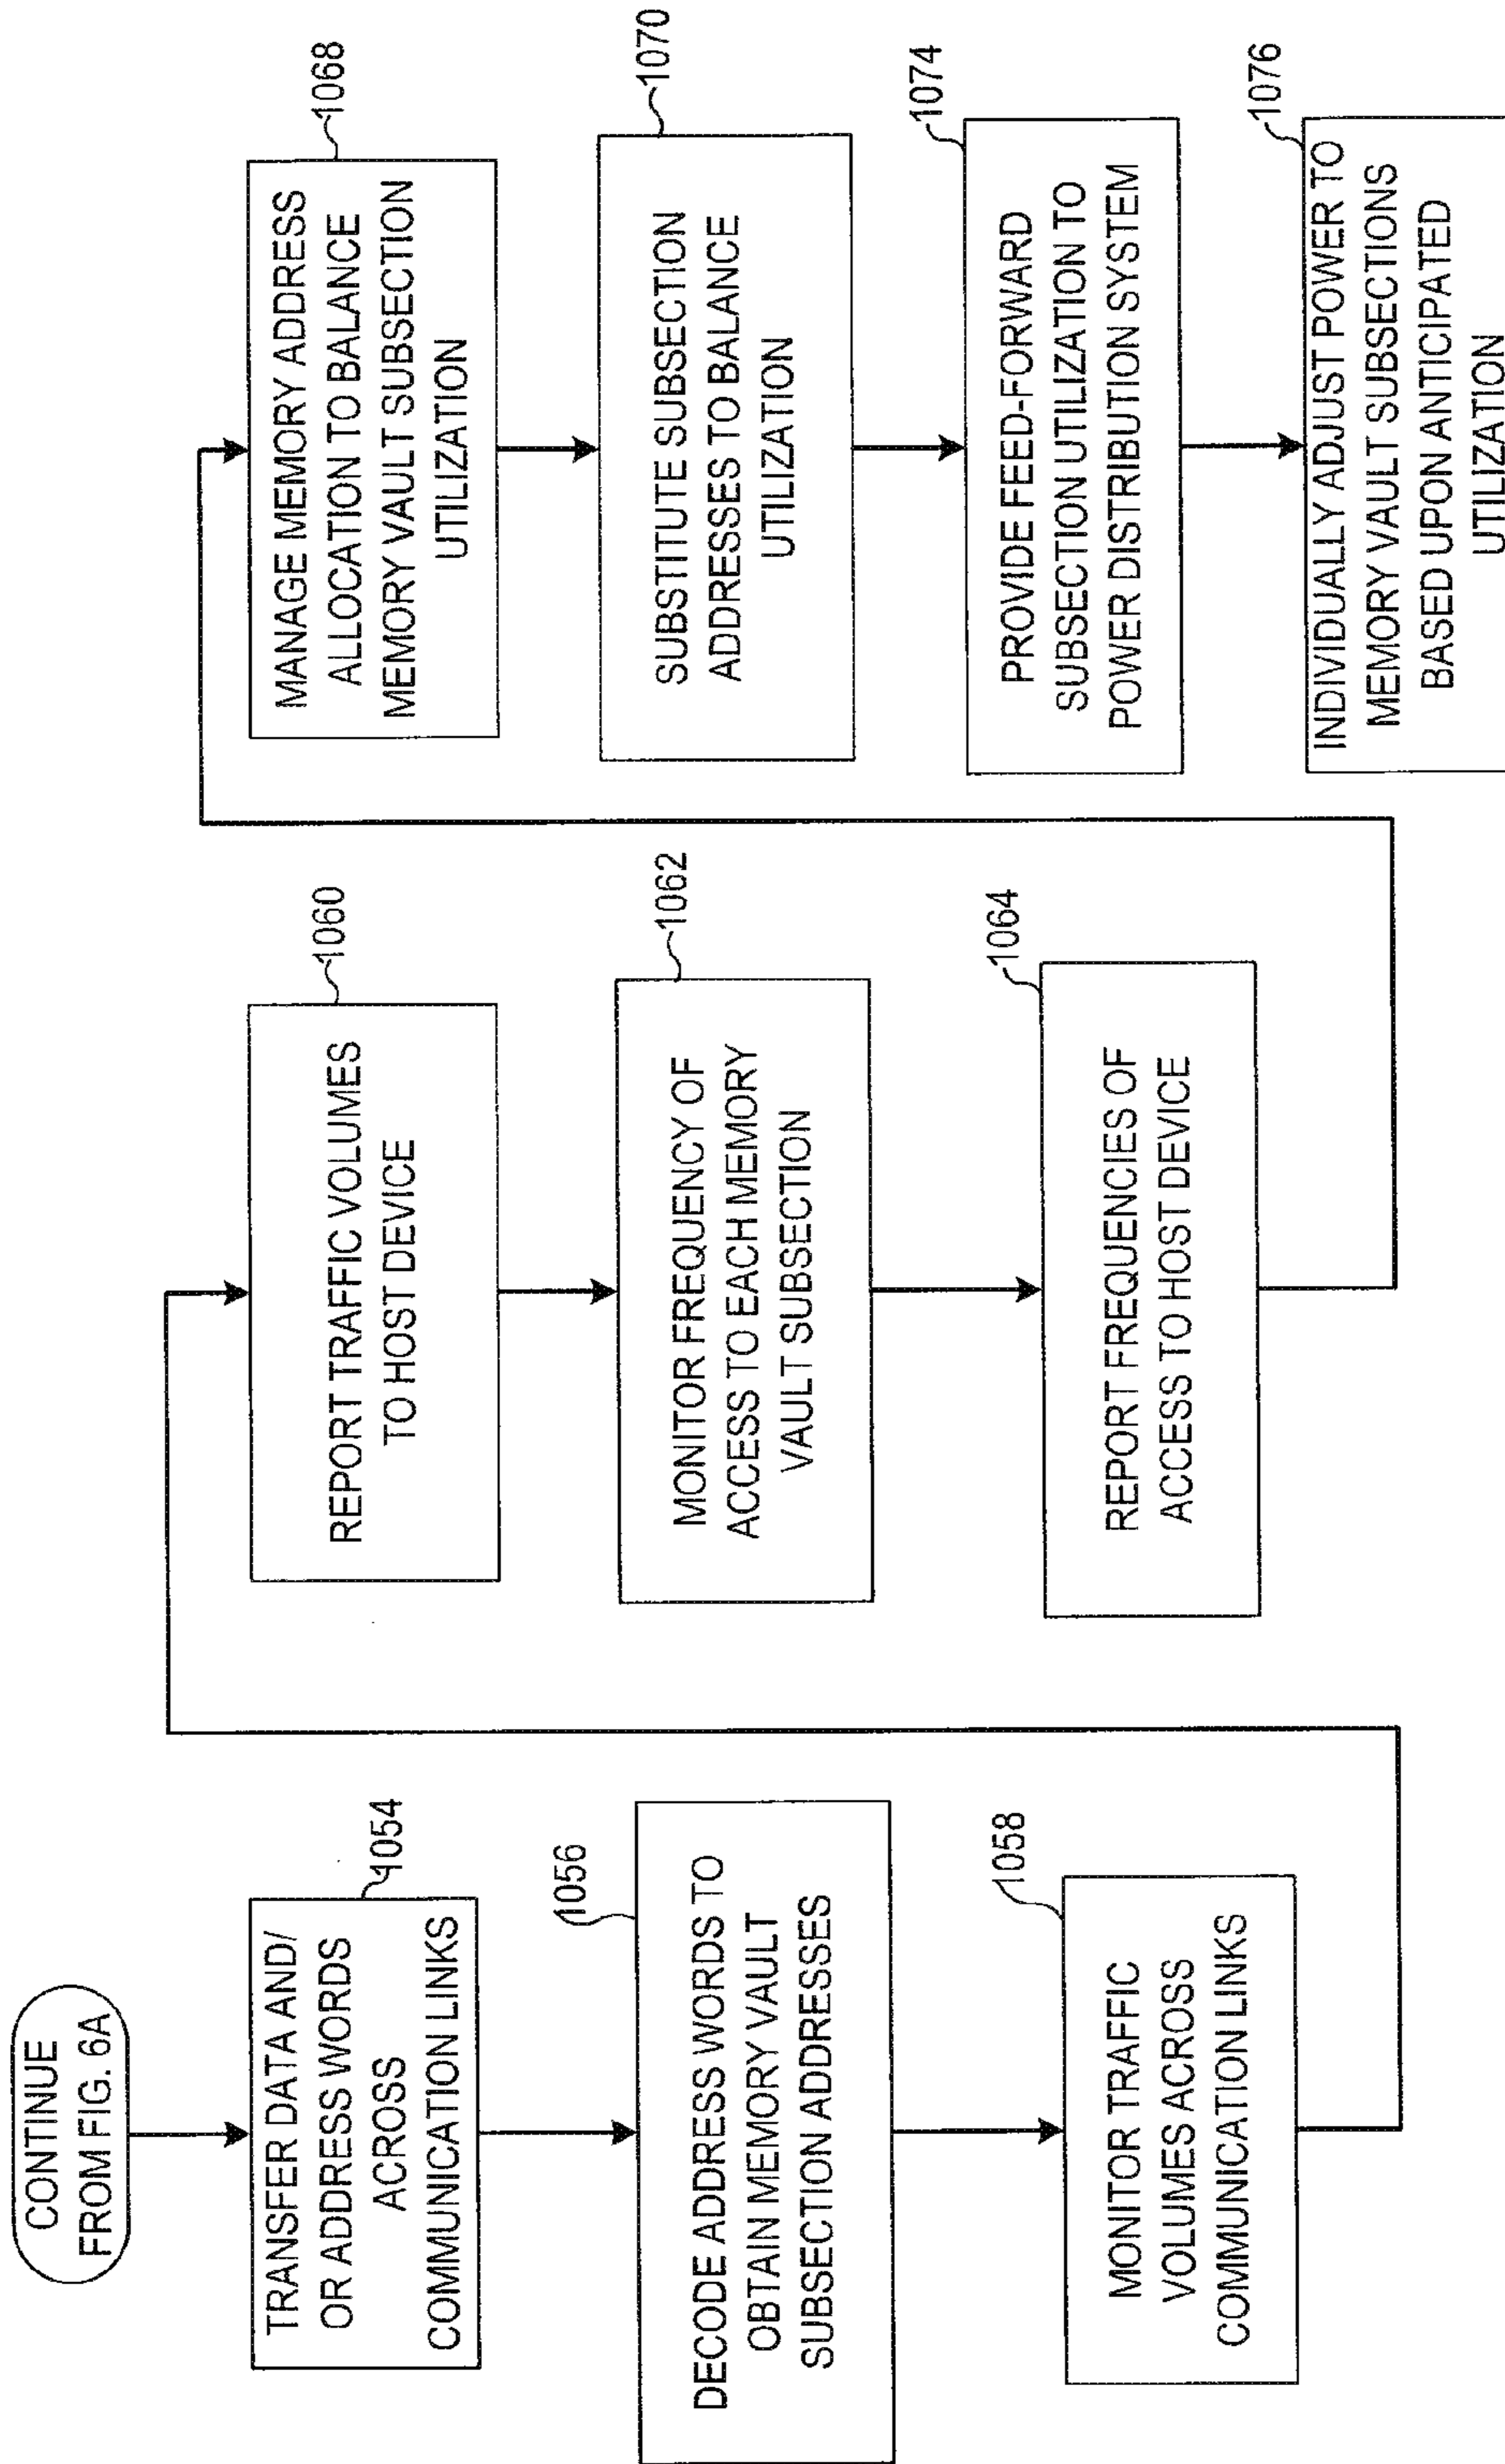 CONTINUE
FROM FIG. 6A
1054
TRANSFER DATA AND/
OR ADDRESS WORDS
ACROSS
COMMUNICATION LINKS
1056
DECODE ADDRESS WORDS TO
OBTAIN MEMORY VAULT
SUBSECTION ADDRESSES
1058
MONITOR TRAFFIC
VOLUMES ACROSS
COMMUNICATION LINKS
1060
REPORT TRAFFIC VOLUMES
TO HOST DEVICE
1062
MONITOR FREQUENCY OF
ACCESS TO EACH MEMORY
VAULT SUBSECTION
1064
REPORT FREQUENCIES OF
ACCESS TO HOST DEVICE
1068
MANAGE MEMORY ADDRESS
ALLOCATION TO BALANCE
MEMORY VAULT SUBSECTION
UTILIZATION
1070
SUBSTITUTE SUBSECTION
ADDRESSES TO BALANCE
UTILIZATION
1074
PROVIDE FEED-FORWARD
SUBSECTION UTILIZATION TO
POWER DISTRIBUTION SYSTEM
1076
INDIVIDUALLY ADJUST POWER TO
MEMORY VAULT SUBSECTIONS
BASED UPON ANTICIPATED
UTILIZATION